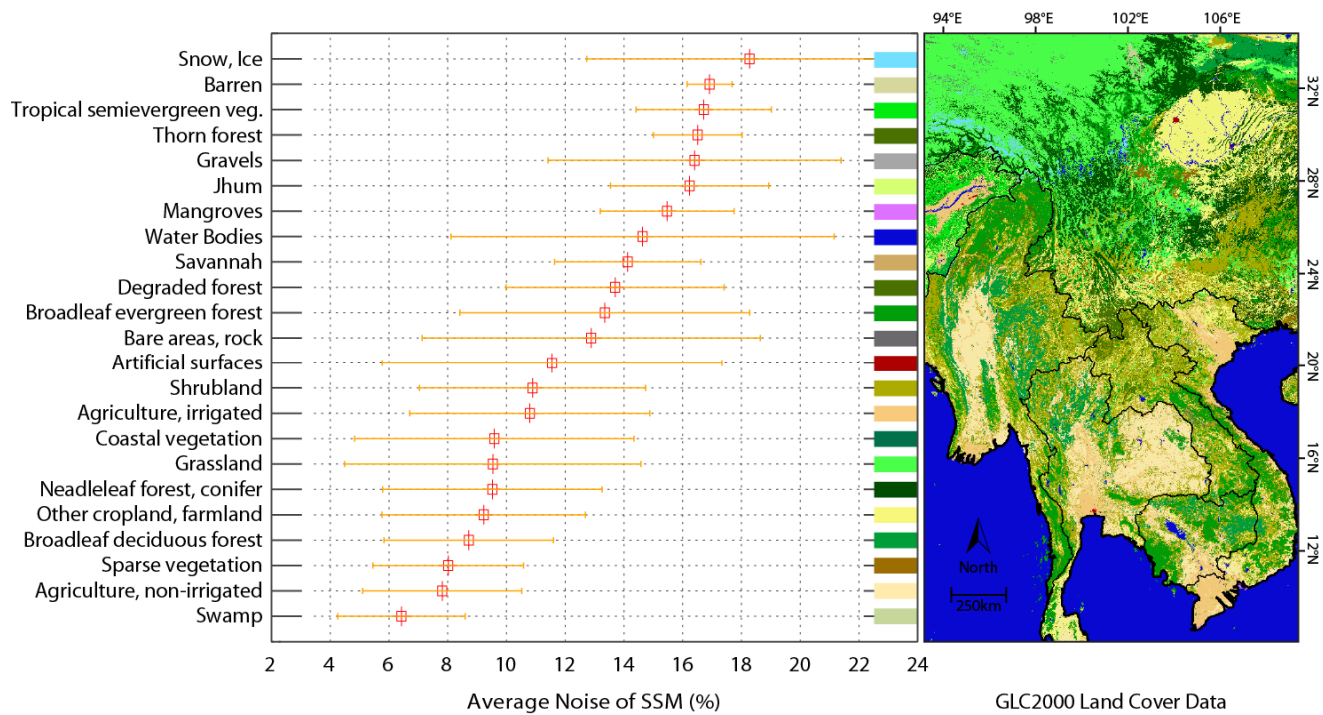 94°E 98°E 102°E 106°E
Snow, Ice
Barren
Tropical semievergreen veg.
Thorn forest
Gravels
Jhum
Mangroves
Water Bodies
Savannah
Degraded forest
Broadleaf evergreen forest
Bare areas, rock
Artificial surfaces
Shrubland
Agriculture, irrigated
Coastal vegetation
Grassland
Neadleleaf forest, conifer
Other cropland, farmland
Broadleaf deciduous forest
Sparse vegetation
Agriculture, non-irrigated
Swamp
2 4 6 8 10 12 14 16 18 20 22 24
Average Noise of SSM (%)
32°N
28°N
24°N
20°N
16°N
12°N
North
250km
GLC2000 Land Cover Data